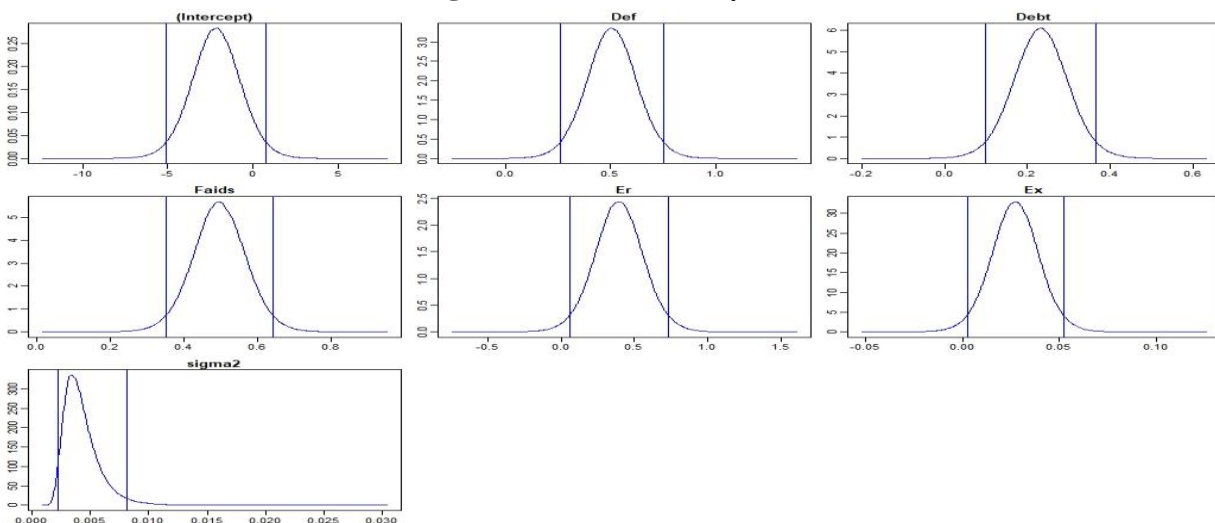 (Intercept)
0.00 0.05 0.10 0.15 0.20 0.25
-10 -5 0 5
Def
0.0 0.5 1.0 1.5 2.0 2.5 3.0
0.0 0.5 1.0
Debt
0 1 2 3 4 5 6
-0.2 0.0 0.2 0.4 0.6
Faids
0 1 2 3 4 5
0.0 0.2 0.4 0.6 0.8
Er
0.0 0.5 1.0 1.5 2.0 2.5
-0.5 0.0 0.5 1.0 1.5
Ex
0 5 10 15 20 25 30
-0.05 0.00 0.05 0.10
sigma2
0 50 100 150 200 250 300
0.000 0.005 0.010 0.015 0.020 0.025 0.030